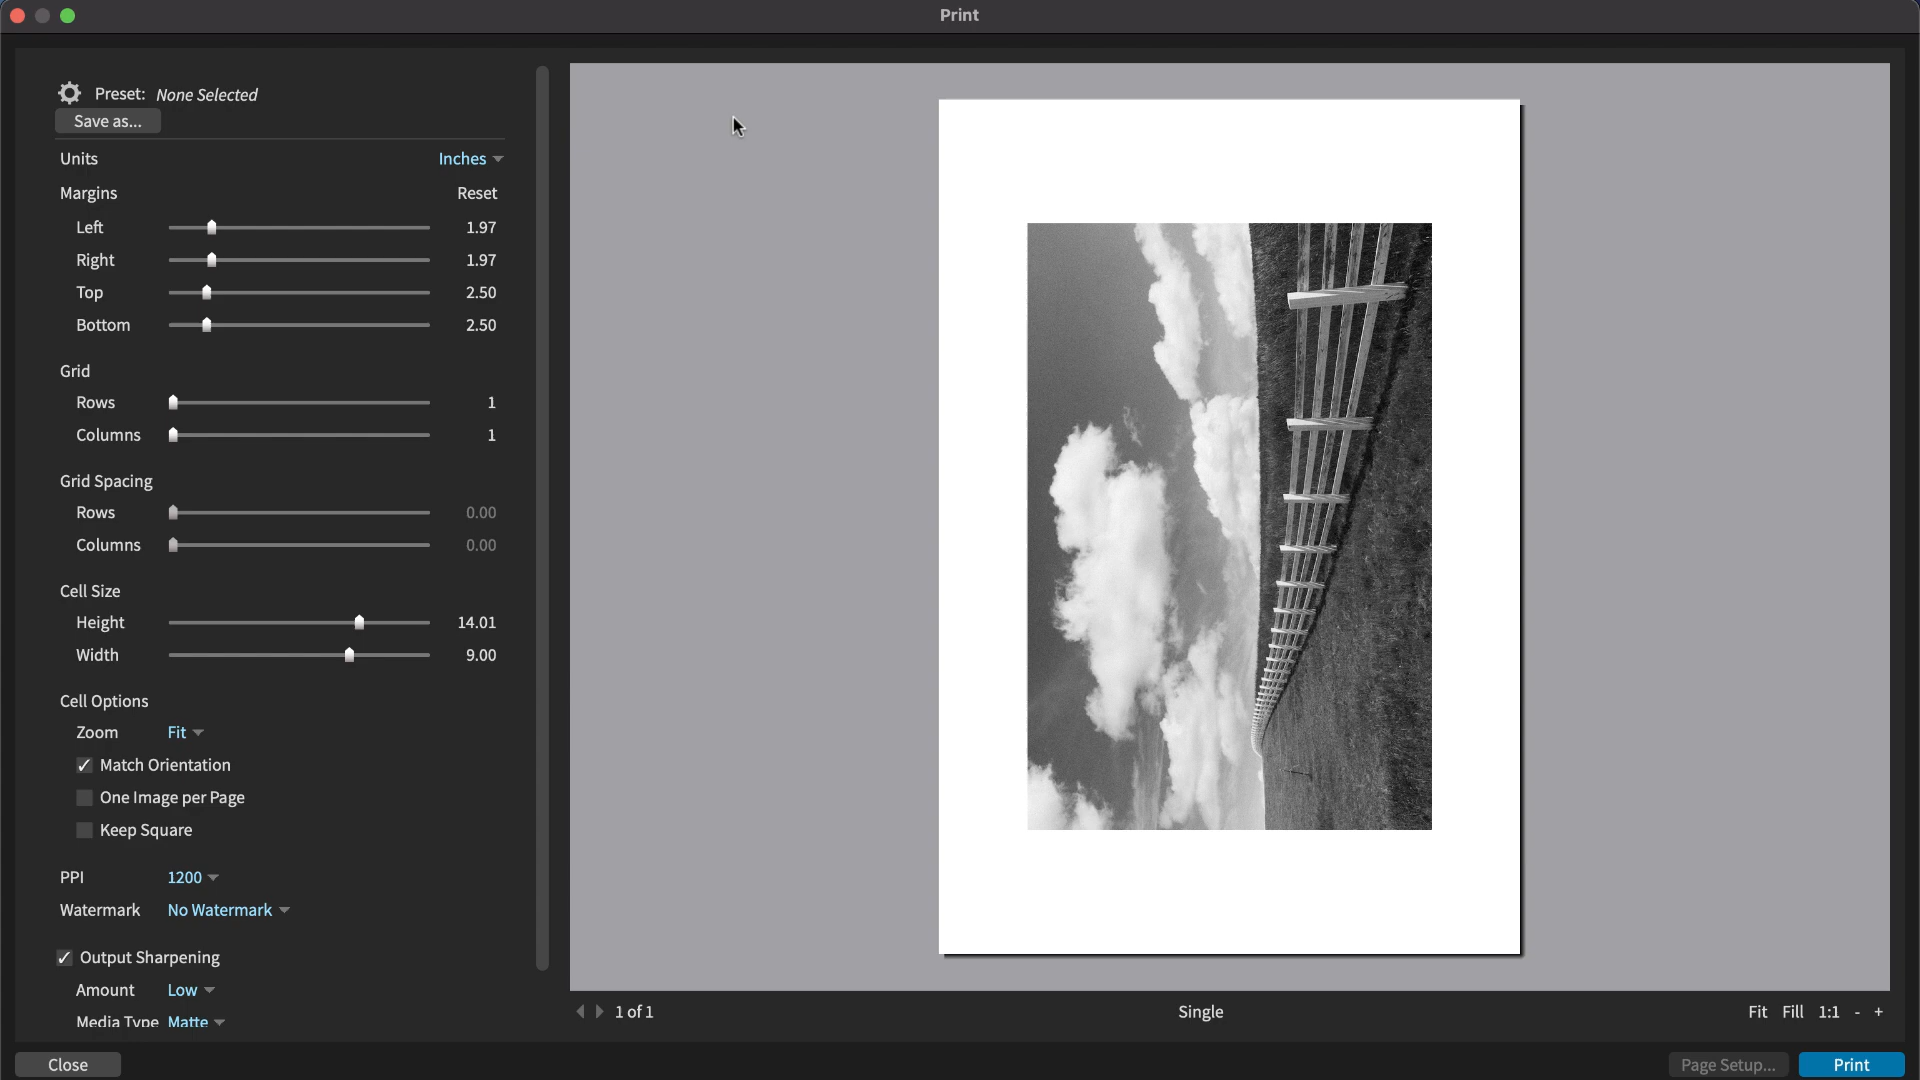 Print
Preset: None Selected
Save as...
Units Inches
Margins Reset
Left 1.97
Right 1.97
Top 2.50
Bottom 2.50
Grid
Rows 1
Columns 1
Grid Spacing
Rows 0.00
Columns 0.00
Cell Size
Height 14.01
Width 9.00
Cell Options
Zoom Fit
Match Orientation
One Image per Page
Keep Square
PPI 1200
Watermark No Watermark
Output Sharpening
Amount Low
Media Type Matte
1 of 1 Single Fit Fill 1:1 - +
Close Page Setup... Print